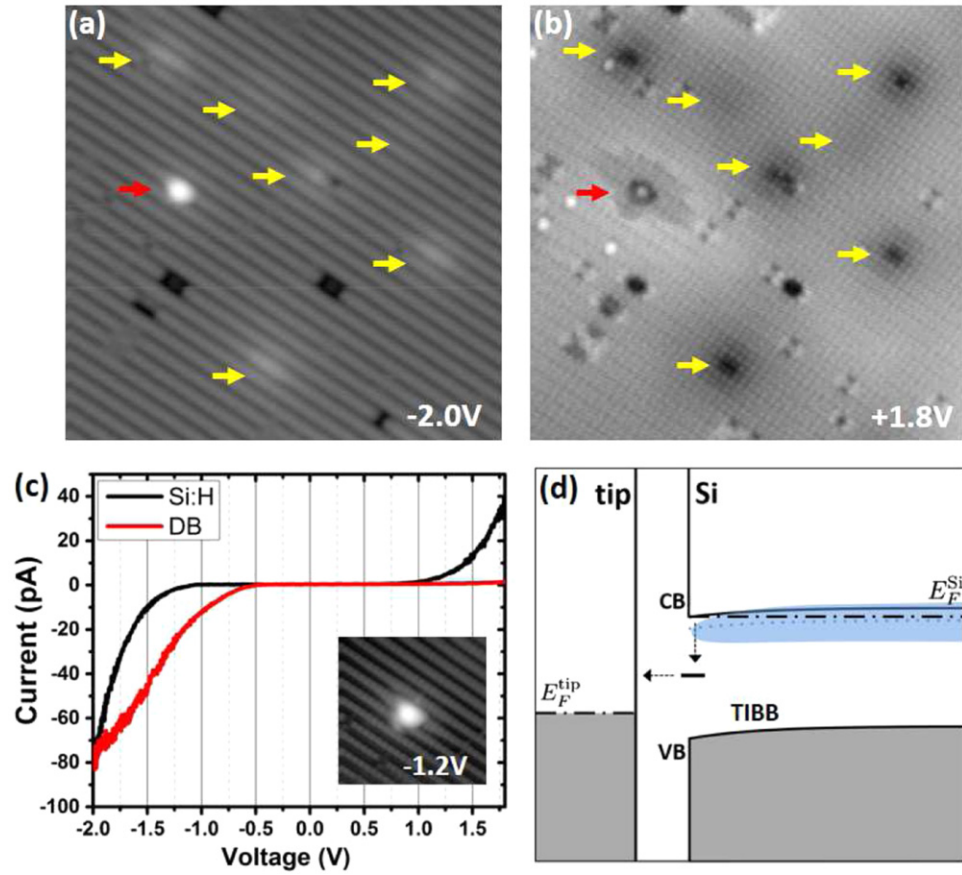 (a)
-2.0V
(b)
+1.8V
(c)
Si:H
DB
40
20
0
-20
-40
-60
-80
-100
-2.0 -1.5 -1.0 -0.5 0.0 0.5 1.0 1.5
Current (pA)
Voltage (V)
-1.2V
(d)
tip
Si
CB
E_F^Si
E_F^tip
TIBB
VB